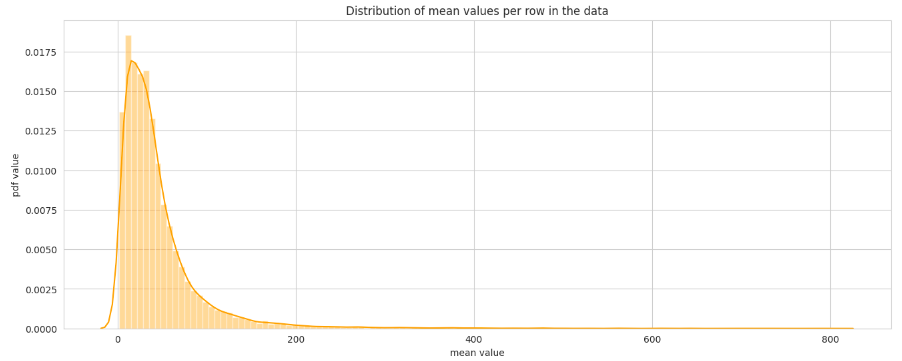 Distribution of mean values per row in the data
0.0175
0.0150
0.0125
0.0100
0.0075
0.0050
0.0025
0.0000
pdf value
0 200 400 600 800
mean value